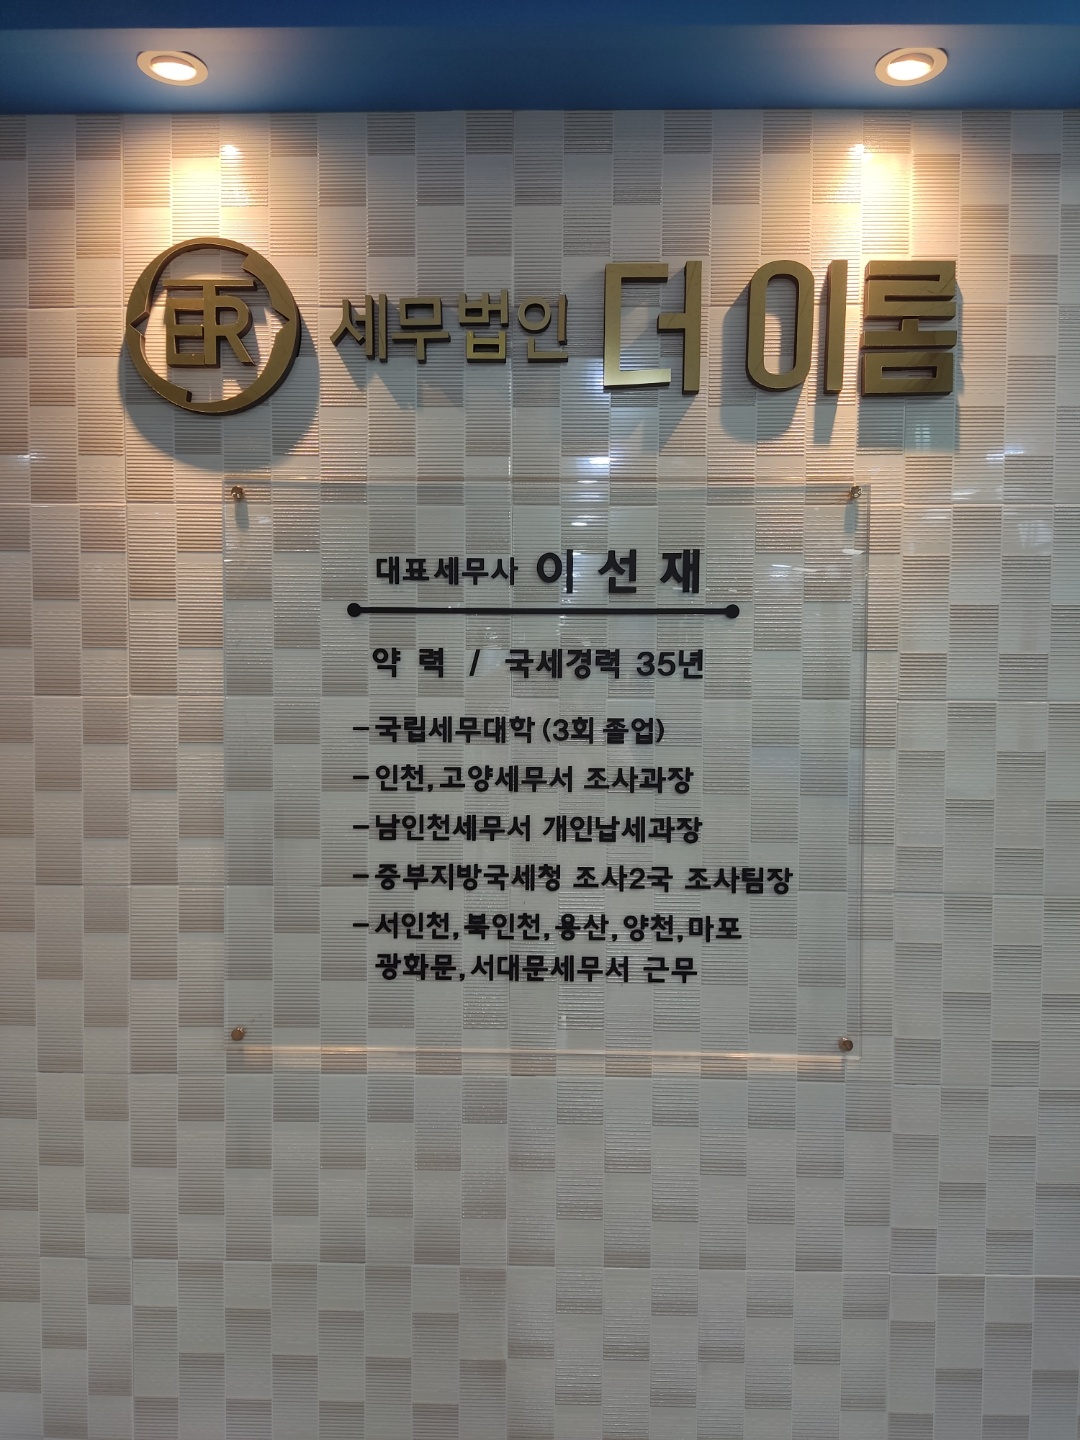 ETR
세무법인 더이룸
대표세무사 이선재
약 력 / 국세경력 35년
-국립세무대학 (3회 졸업)
-인천,고양세무서 조사과장
-남인천세무서 개인납세과장
-중부지방국세청 조사2국 조사팀장
-서인천,북인천,용산,양천,마포
광화문,서대문세무서 근무